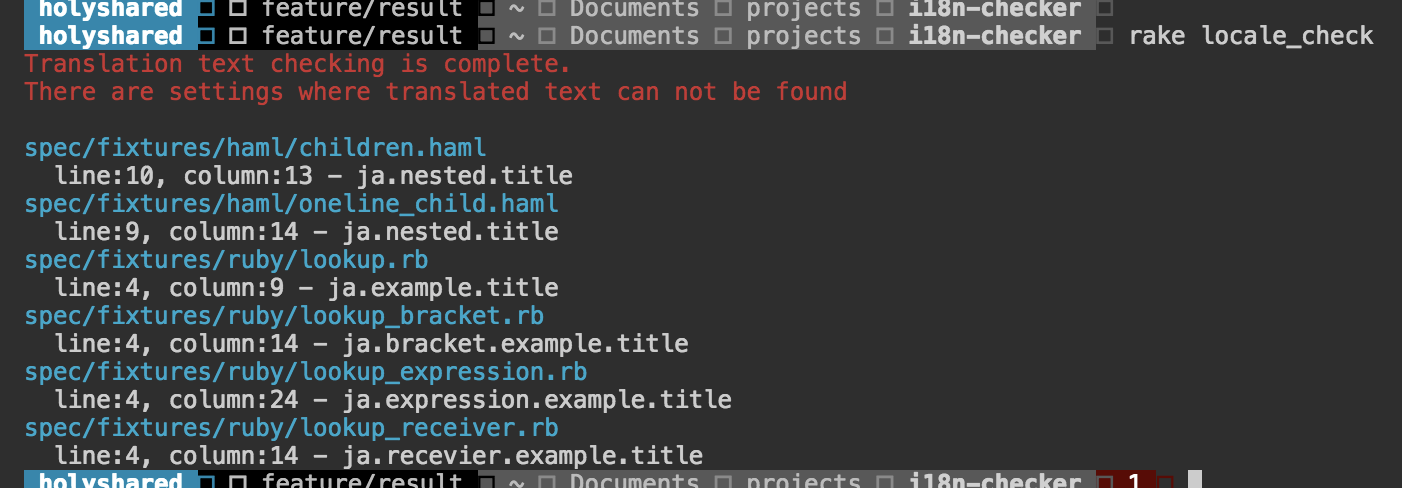 holyshared feature/result ~ Documents projects i18n-checker
holyshared feature/result ~ Documents projects i18n-checker rake locale_check
Translation text checking is complete.
There are settings where translated text can not be found
spec/fixtures/haml/children.haml
line:10, column:13 - ja.nested.title
spec/fixtures/haml/oneline_child.haml
line:9, column:14 - ja.nested.title
spec/fixtures/ruby/lookup.rb
line:4, column:9 - ja.example.title
spec/fixtures/ruby/lookup_bracket.rb
line:4, column:14 - ja.bracket.example.title
spec/fixtures/ruby/lookup_expression.rb
line:4, column:24 - ja.expression.example.title
spec/fixtures/ruby/lookup_receiver.rb
line:4, column:14 - ja.recevier.example.title
holyshared feature/result ~ Documents projects i18n-checker 1